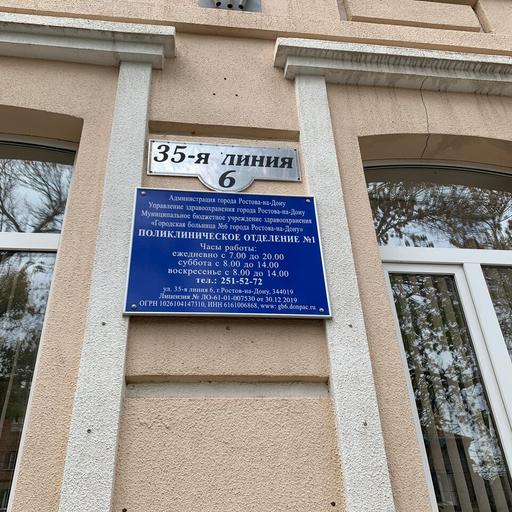 35-я линия
6
Администрация города Ростова-на-Дону
Управление здравоохранения города Ростова-на-Дону
Муниципальное бюджетное учреждение здравоохранения
«Городская больница №6 города Ростова-на-Дону»
ПОЛИКЛИНИЧЕСКОЕ ОТДЕЛЕНИЕ №1
Часы работы:
ежедневно с 7.00 до 20.00
суббота с 8.00 до 14.00
воскресенье с 8.00 до 14.00
тел.: 251-52-72
ул. 35-я линия 6, г.Ростов-на-Дону, 344019
Лицензия № ЛО-61-01-007530 от 30.12 2019
ОГРН 1026104147310, ИНН 6161006868, www: gb6.donpac.ru